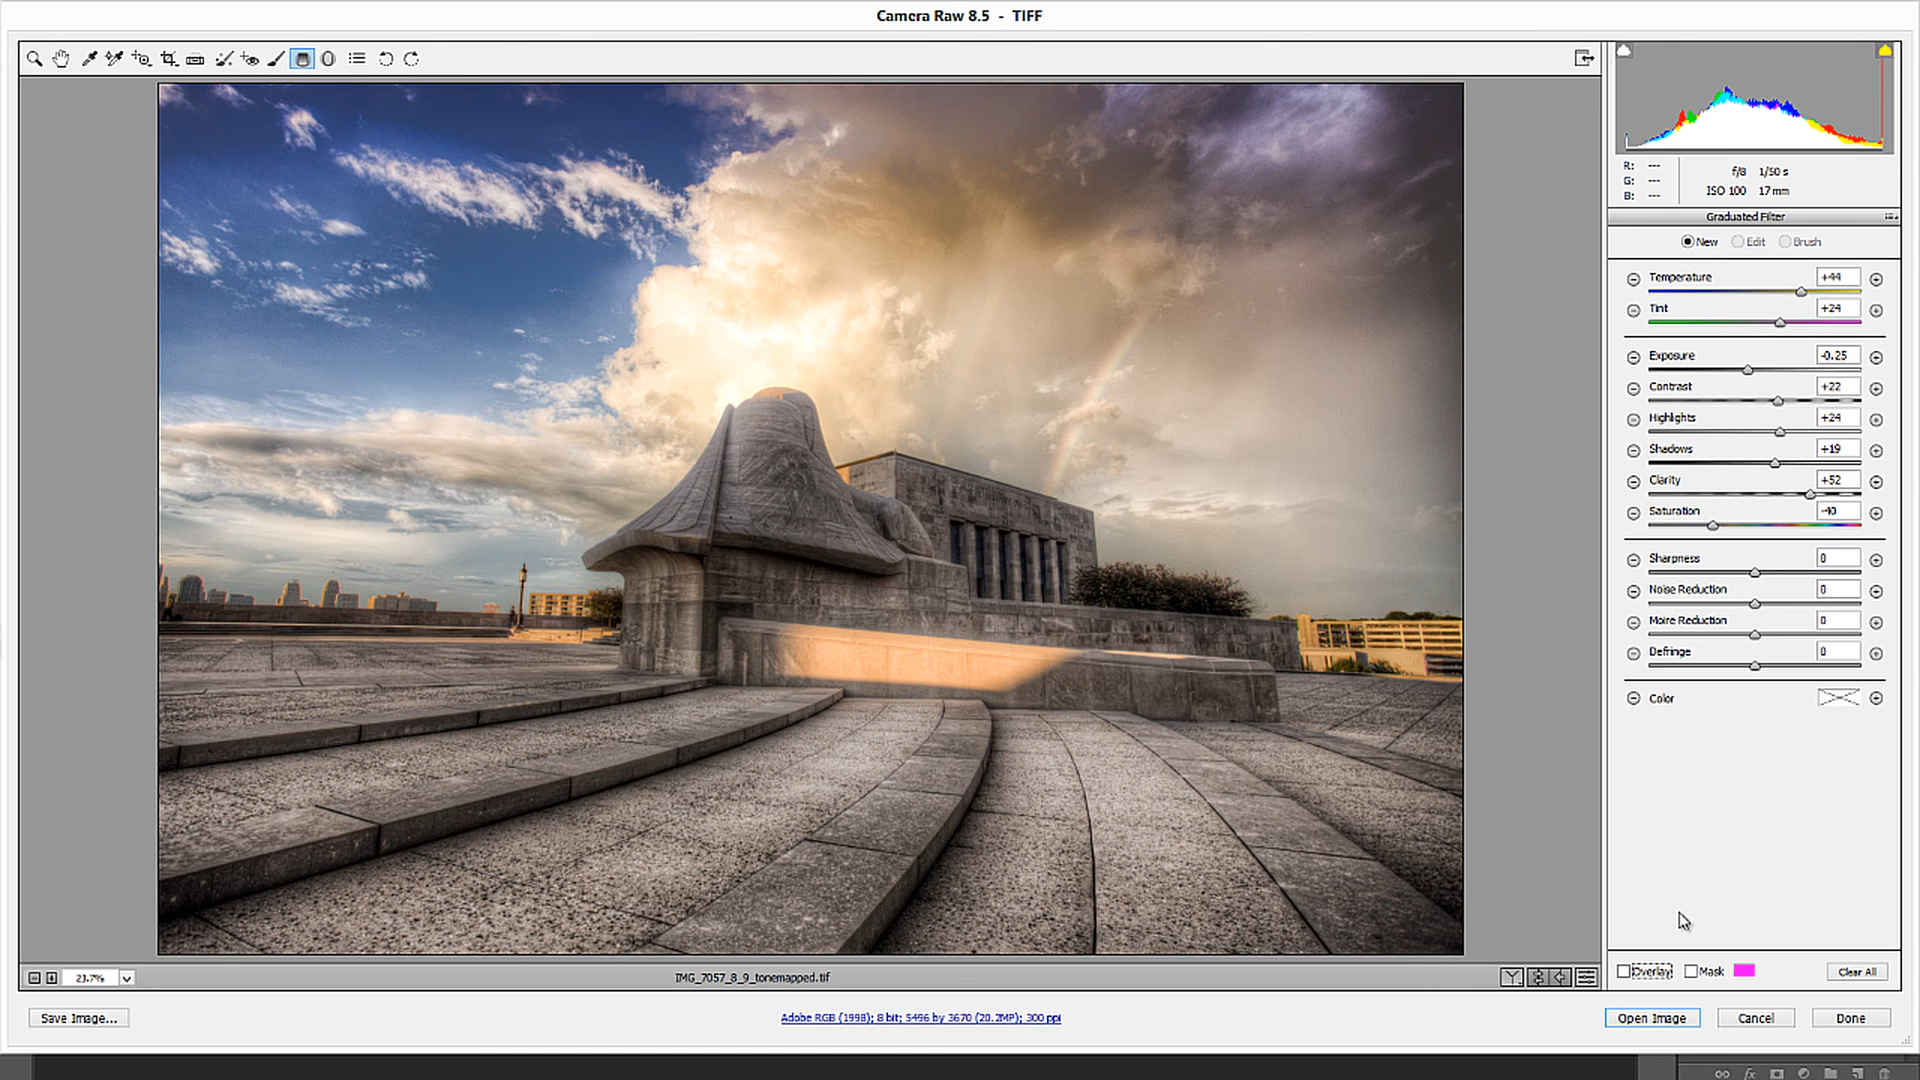 Camera Raw 8.5 - TIFF
R: ---
G: ---
B: ---
f/8 1/50 s
ISO 100 17 mm
Graduated Filter
New Edit Brush
Temperature +44
Tint +24
Exposure -0.25
Contrast +22
Highlights +24
Shadows +19
Clarity +52
Saturation -40
Sharpness 0
Noise Reduction 0
Moire Reduction 0
Defringe 0
Color
Overlay Mask Clear All
23.7% IMG_7057_8_9_tonemapped.tif
Save Image... Adobe RGB (1998); 8 bit; 5496 by 3670 (20.2MP); 300 ppi Open Image Cancel Done
fx